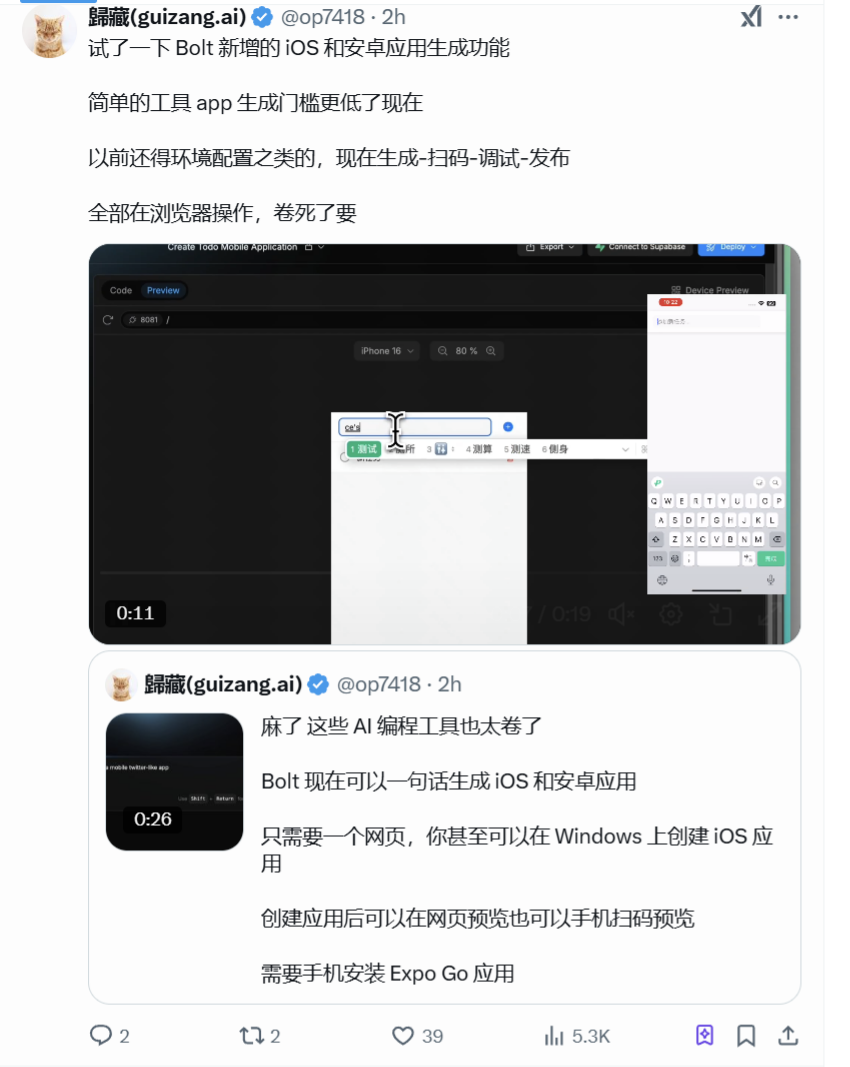 歸藏(guizang.ai) @op7418 · 2h
试了一下 Bolt 新增的 iOS 和安卓应用生成功能
简单的工具 app 生成门槛更低了现在
以前还得环境配置之类的，现在生成-扫码-调试-发布
全部在浏览器操作，卷死了要
Create Todo Mobile Application
Export
Connect to Supabase
Deploy
Code Preview
Device Preview
8081 /
iPhone 16
80 %
ce's
1 测试
3
4 测算 5 测速 6 侧身
Q W E R T Y U I O P
A S D F G H J K L
Z X C V B N M
123
0:11
/ 0:19
歸藏(guizang.ai) @op7418 · 2h
a mobile twitter-like app
use Shift + Return
0:26
麻了 这些 AI 编程工具也太卷了
Bolt 现在可以一句话生成 iOS 和安卓应用
只需要一个网页，你甚至可以在 Windows 上创建 iOS 应
用
创建应用后可以在网页预览也可以手机扫码预览
需要手机安装 Expo Go 应用
2 2 39 5.3K